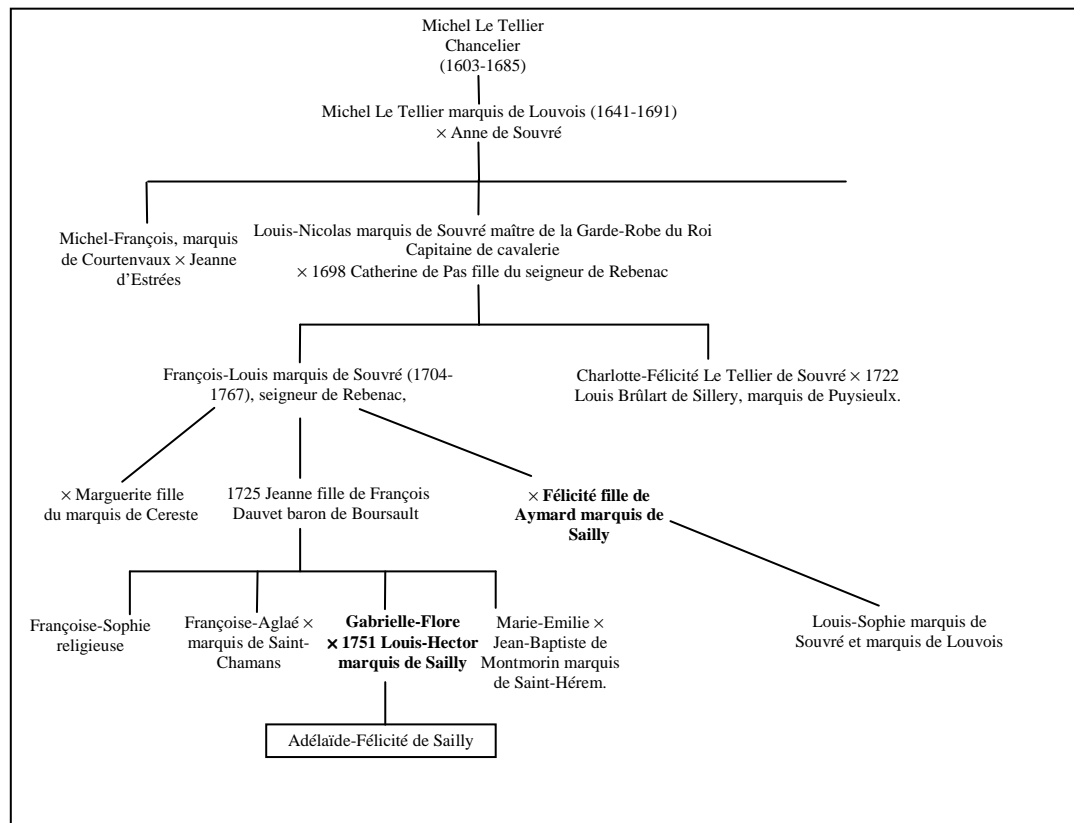 Michel Le Tellier
Chancelier
(1603-1685)
Michel Le Tellier marquis de Louvois (1641-1691)
× Anne de Souvré
Michel-François, marquis
de Courtenvaux × Jeanne
d’Estrées
Louis-Nicolas marquis de Souvré maître de la Garde-Robe du Roi
Capitaine de cavalerie
× 1698 Catherine de Pas fille du seigneur de Rebenac
François-Louis marquis de Souvré (1704-
1767), seigneur de Rebenac,
Charlotte-Félicité Le Tellier de Souvré × 1722
Louis Brûlart de Sillery, marquis de Puysieulx.
× Marguerite fille
du marquis de Cereste
1725 Jeanne fille de François
Dauvet baron de Boursault
× Félicité fille de
Aymard marquis de
Sailly
Françoise-Sophie
religieuse
Françoise-Aglaé ×
marquis de Saint-
Chamans
Gabrielle-Flore
× 1751 Louis-Hector
marquis de Sailly
Marie-Emilie ×
Jean-Baptiste de
Montmorin marquis
de Saint-Hérem.
Louis-Sophie marquis de
Souvré et marquis de Louvois
Adélaïde-Félicité de Sailly